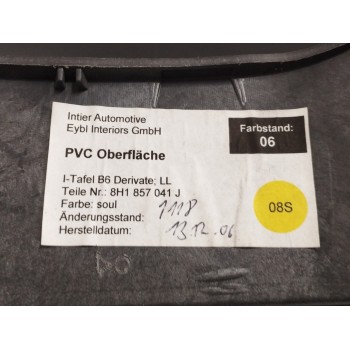 Intier Automotive
Eybl Interiors GmbH
Farbstand:
06
PVC Oberfläche
I-Tafel B6 Derivate; LL
Teile Nr.: 8H1 857 041 J
Farbe: soul
Änderungsstand: 1118
Herstelldatum: 13.12.06
08S